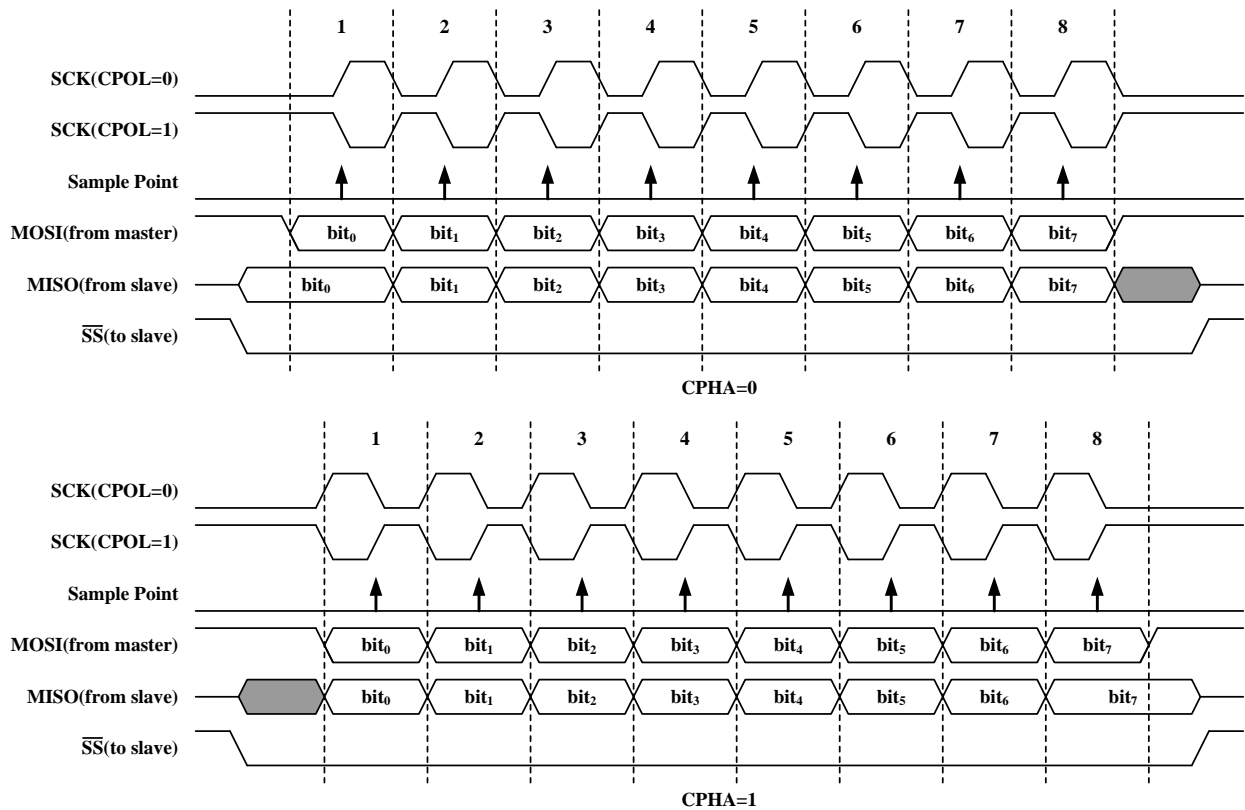 1 2 3 4 5 6 7 8
SCK(CPOL=0)
SCK(CPOL=1)
Sample Point
MOSI(from master) bit₀ bit₁ bit₂ bit₃ bit₄ bit₅ bit₆ bit₇
MISO(from slave) bit₀ bit₁ bit₂ bit₃ bit₄ bit₅ bit₆ bit₇
S̅S̅(to slave)
CPHA=0
1 2 3 4 5 6 7 8
SCK(CPOL=0)
SCK(CPOL=1)
Sample Point
MOSI(from master) bit₀ bit₁ bit₂ bit₃ bit₄ bit₅ bit₆ bit₇
MISO(from slave) bit₀ bit₁ bit₂ bit₃ bit₄ bit₅ bit₆ bit₇
S̅S̅(to slave)
CPHA=1